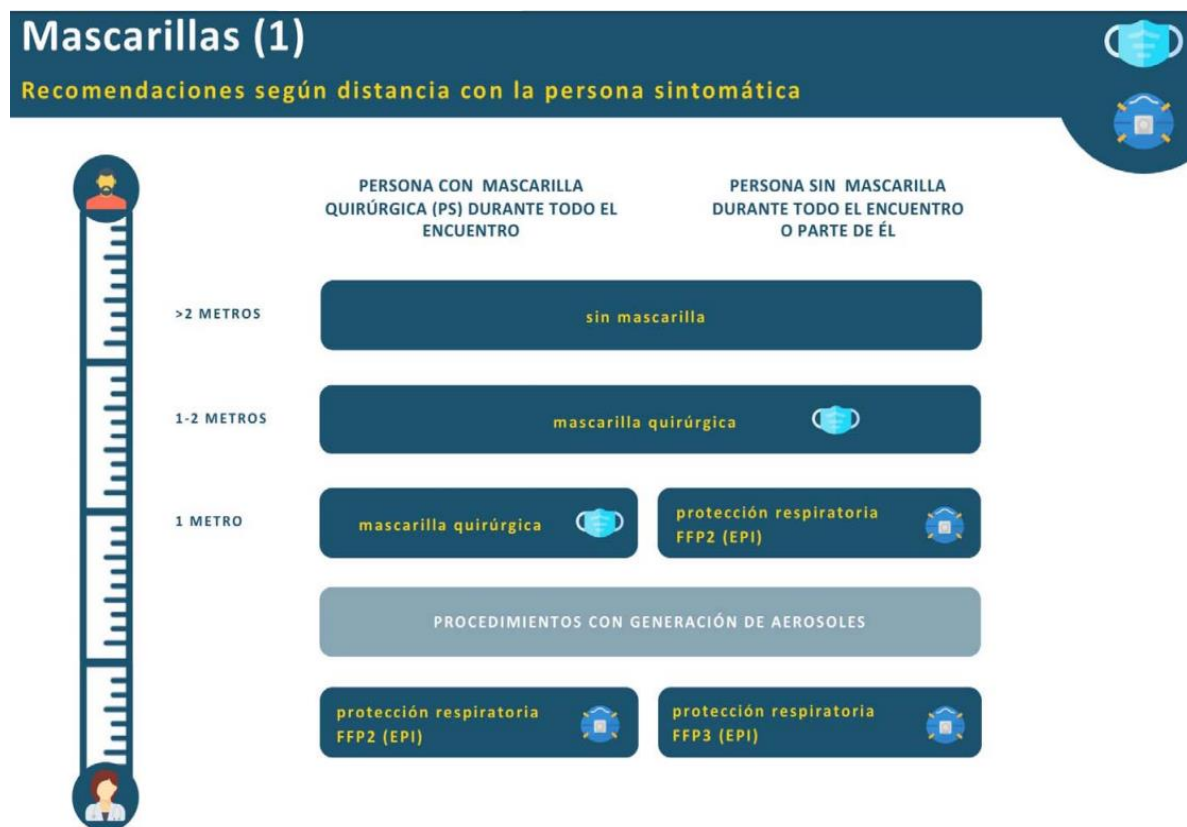 Mascarillas (1)
Recomendaciones según distancia con la persona sintomática
PERSONA CON MASCARILLA
QUIRÚRGICA (PS) DURANTE TODO EL
ENCUENTRO
PERSONA SIN MASCARILLA
DURANTE TODO EL ENCUENTRO
O PARTE DE ÉL
>2 METROS
sin mascarilla
1-2 METROS
mascarilla quirúrgica
1 METRO
mascarilla quirúrgica
protección respiratoria
FFP2 (EPI)
PROCEDIMIENTOS CON GENERACIÓN DE AEROSOLES
protección respiratoria
FFP2 (EPI)
protección respiratoria
FFP3 (EPI)